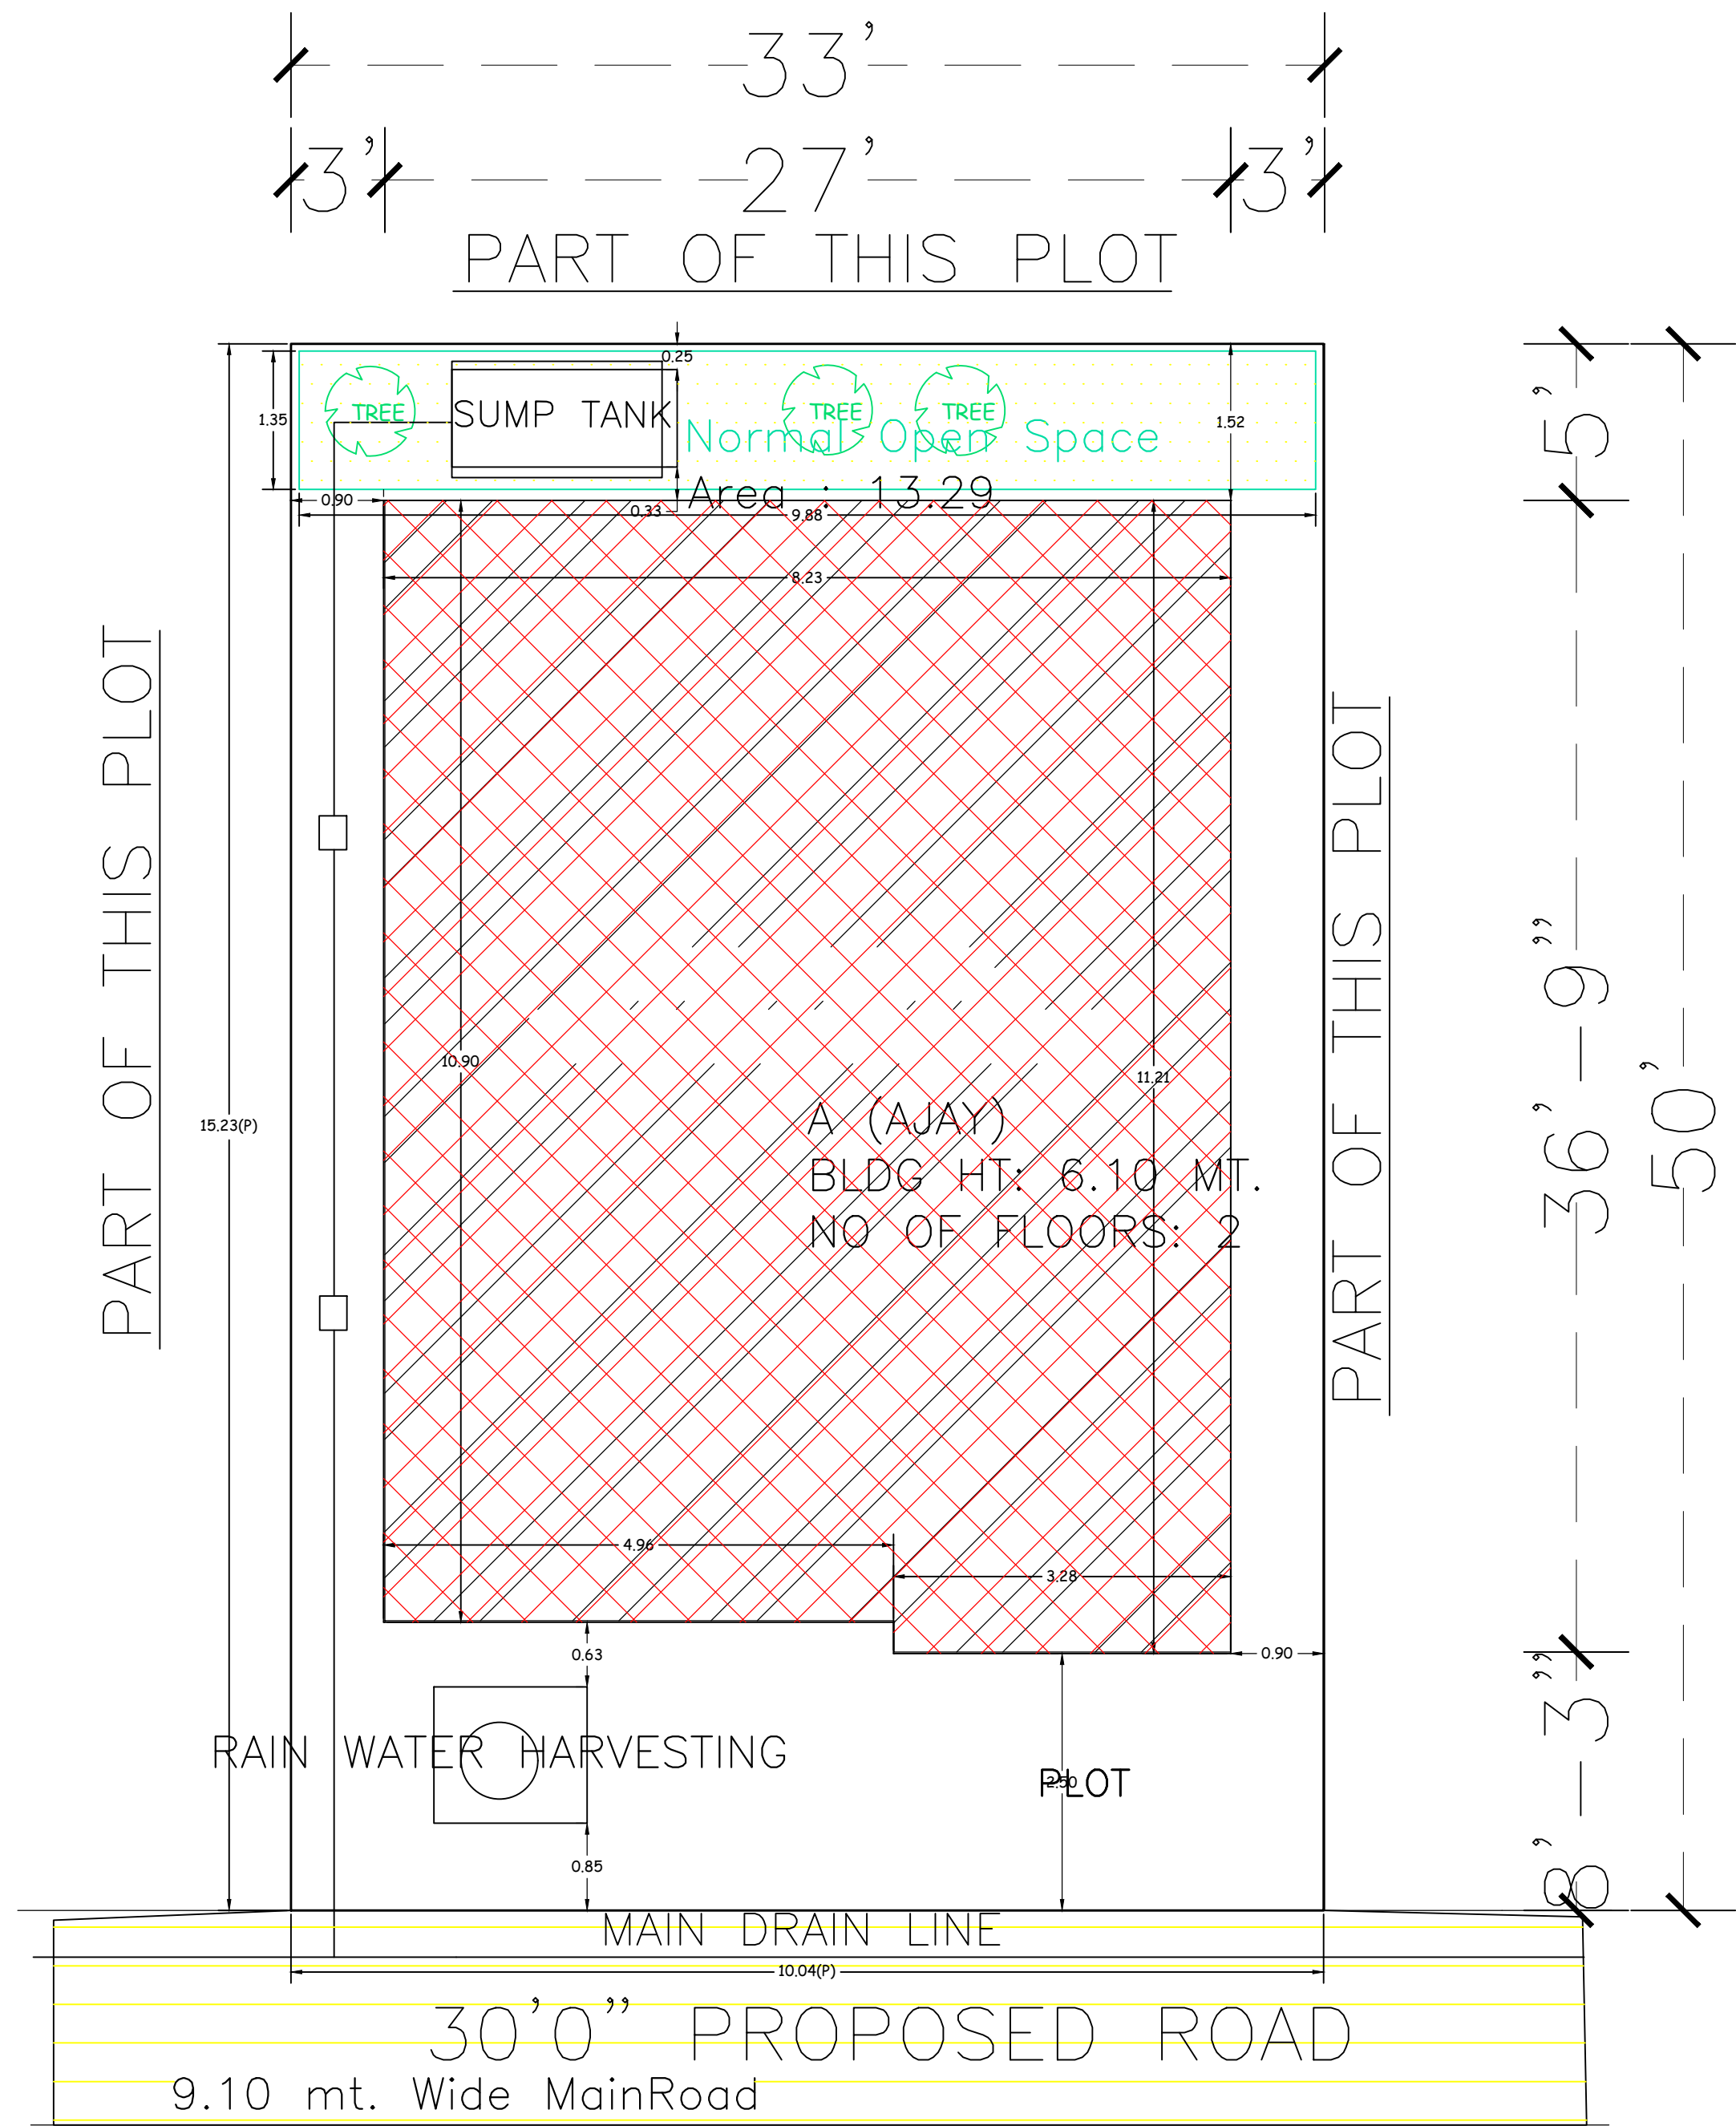 33'
3'
27'
3'
PART OF THIS PLOT
0.25
TREE
SUMP TANK
TREE
TREE
1.35
Normal Open Space
1.52
5'
0.90
Area : 13.29
0.33
9.88
8.23
PART OF THIS PLOT
PART OF THIS PLOT
10.90
11.21
15.23(P)
36'-9"
50'
A (AJAY)
BLDG HT: 6.10 MT.
NO OF FLOORS: 2
4.96
3.28
0.63
0.90
RAIN WATER HARVESTING
PLOT
2.50
8'-3"
0.85
MAIN DRAIN LINE
10.04(P)
30'0" PROPOSED ROAD
9.10 mt. Wide MainRoad